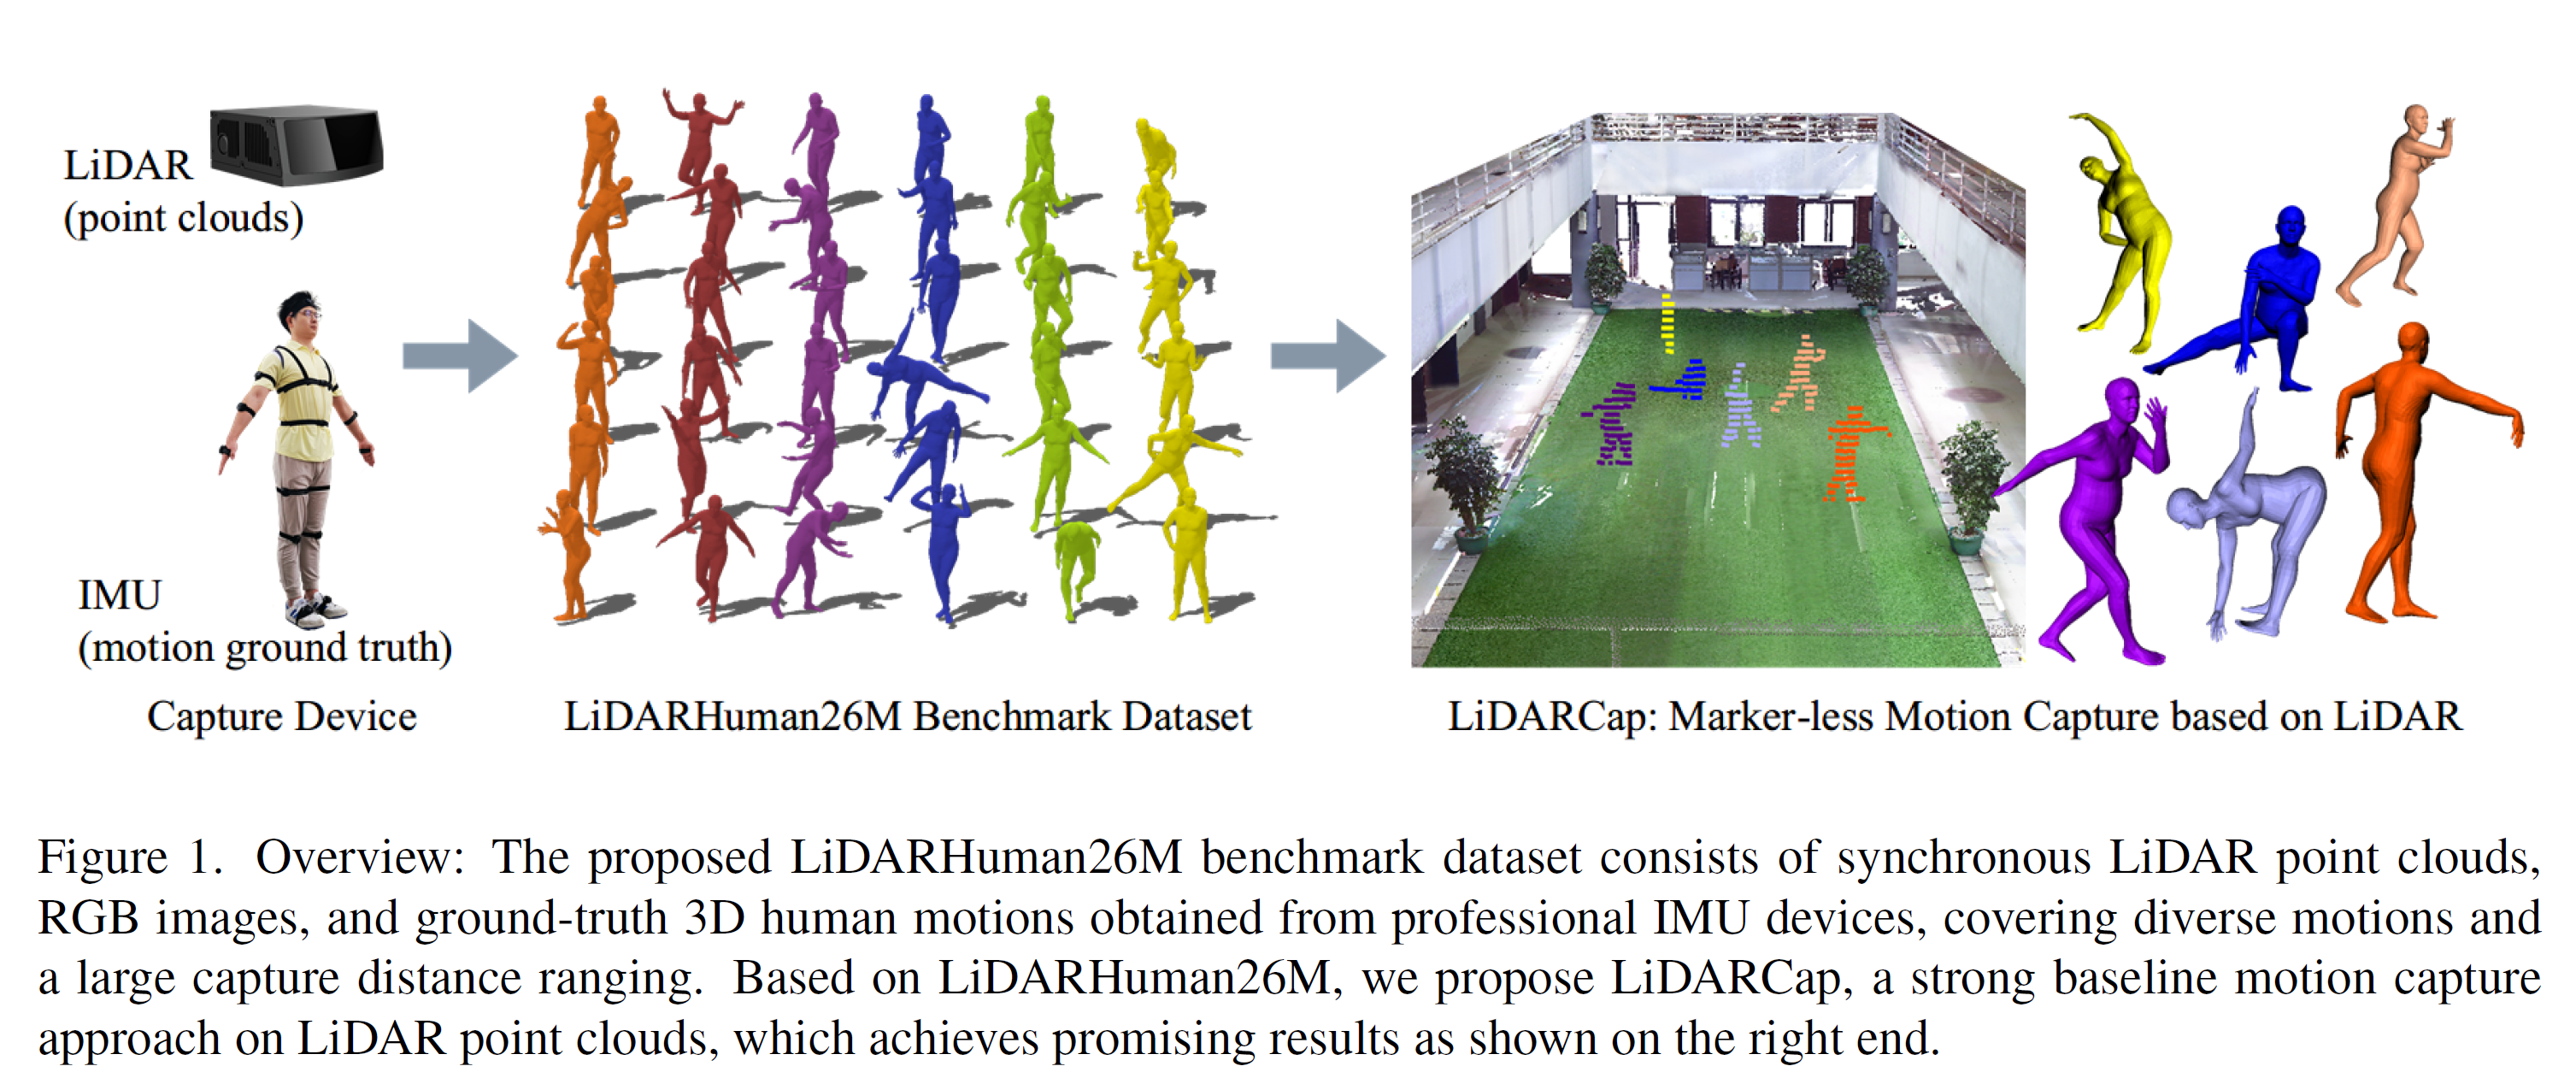 LiDAR
(point clouds)
IMU
(motion ground truth)
Capture Device
LiDARHuman26M Benchmark Dataset
LiDARCap: Marker-less Motion Capture based on LiDAR
Figure 1. Overview: The proposed LiDARHuman26M benchmark dataset consists of synchronous LiDAR point clouds,
RGB images, and ground-truth 3D human motions obtained from professional IMU devices, covering diverse motions and
a large capture distance ranging. Based on LiDARHuman26M, we propose LiDARCap, a strong baseline motion capture
approach on LiDAR point clouds, which achieves promising results as shown on the right end.